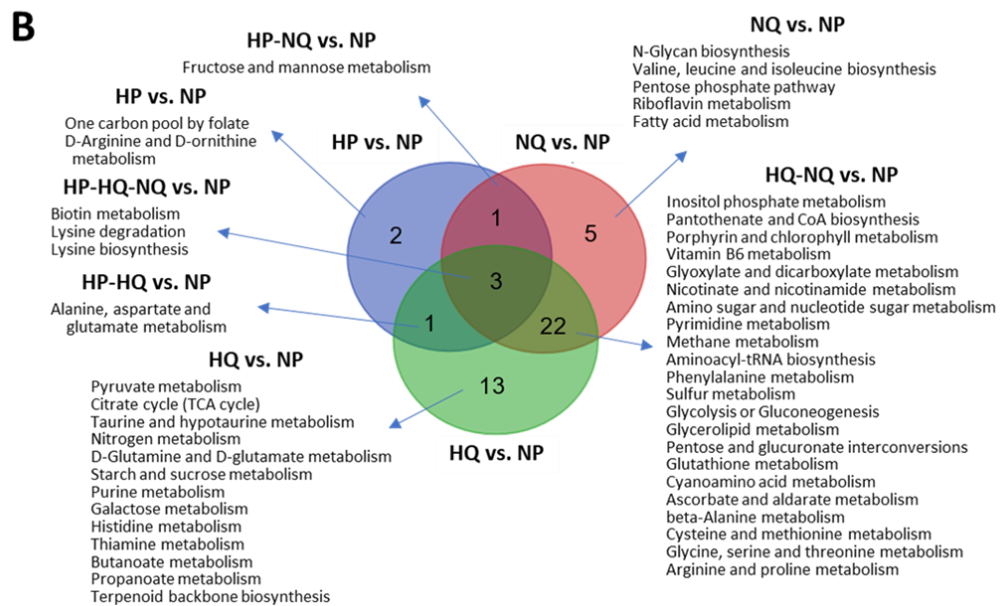 B
HP-NQ vs. NP
Fructose and mannose metabolism
HP vs. NP
One carbon pool by folate
D-Arginine and D-ornithine
metabolism
HP-HQ-NQ vs. NP
Biotin metabolism
Lysine degradation
Lysine biosynthesis
HP-HQ vs. NP
Alanine, aspartate and
glutamate metabolism
HQ vs. NP
Pyruvate metabolism
Citrate cycle (TCA cycle)
Taurine and hypotaurine metabolism
Nitrogen metabolism
D-Glutamine and D-glutamate metabolism
Starch and sucrose metabolism
Purine metabolism
Galactose metabolism
Histidine metabolism
Thiamine metabolism
Butanoate metabolism
Propanoate metabolism
Terpenoid backbone biosynthesis
HP vs. NP
NQ vs. NP
2
1
5
3
1
22
13
HQ vs. NP
NQ vs. NP
N-Glycan biosynthesis
Valine, leucine and isoleucine biosynthesis
Pentose phosphate pathway
Riboflavin metabolism
Fatty acid metabolism
HQ-NQ vs. NP
Inositol phosphate metabolism
Pantothenate and CoA biosynthesis
Porphyrin and chlorophyll metabolism
Vitamin B6 metabolism
Glyoxylate and dicarboxylate metabolism
Nicotinate and nicotinamide metabolism
Amino sugar and nucleotide sugar metabolism
Pyrimidine metabolism
Methane metabolism
Aminoacyl-tRNA biosynthesis
Phenylalanine metabolism
Sulfur metabolism
Glycolysis or Gluconeogenesis
Glycerolipid metabolism
Pentose and glucuronate interconversions
Glutathione metabolism
Cyanoamino acid metabolism
Ascorbate and aldarate metabolism
beta-Alanine metabolism
Cysteine and methionine metabolism
Glycine, serine and threonine metabolism
Arginine and proline metabolism